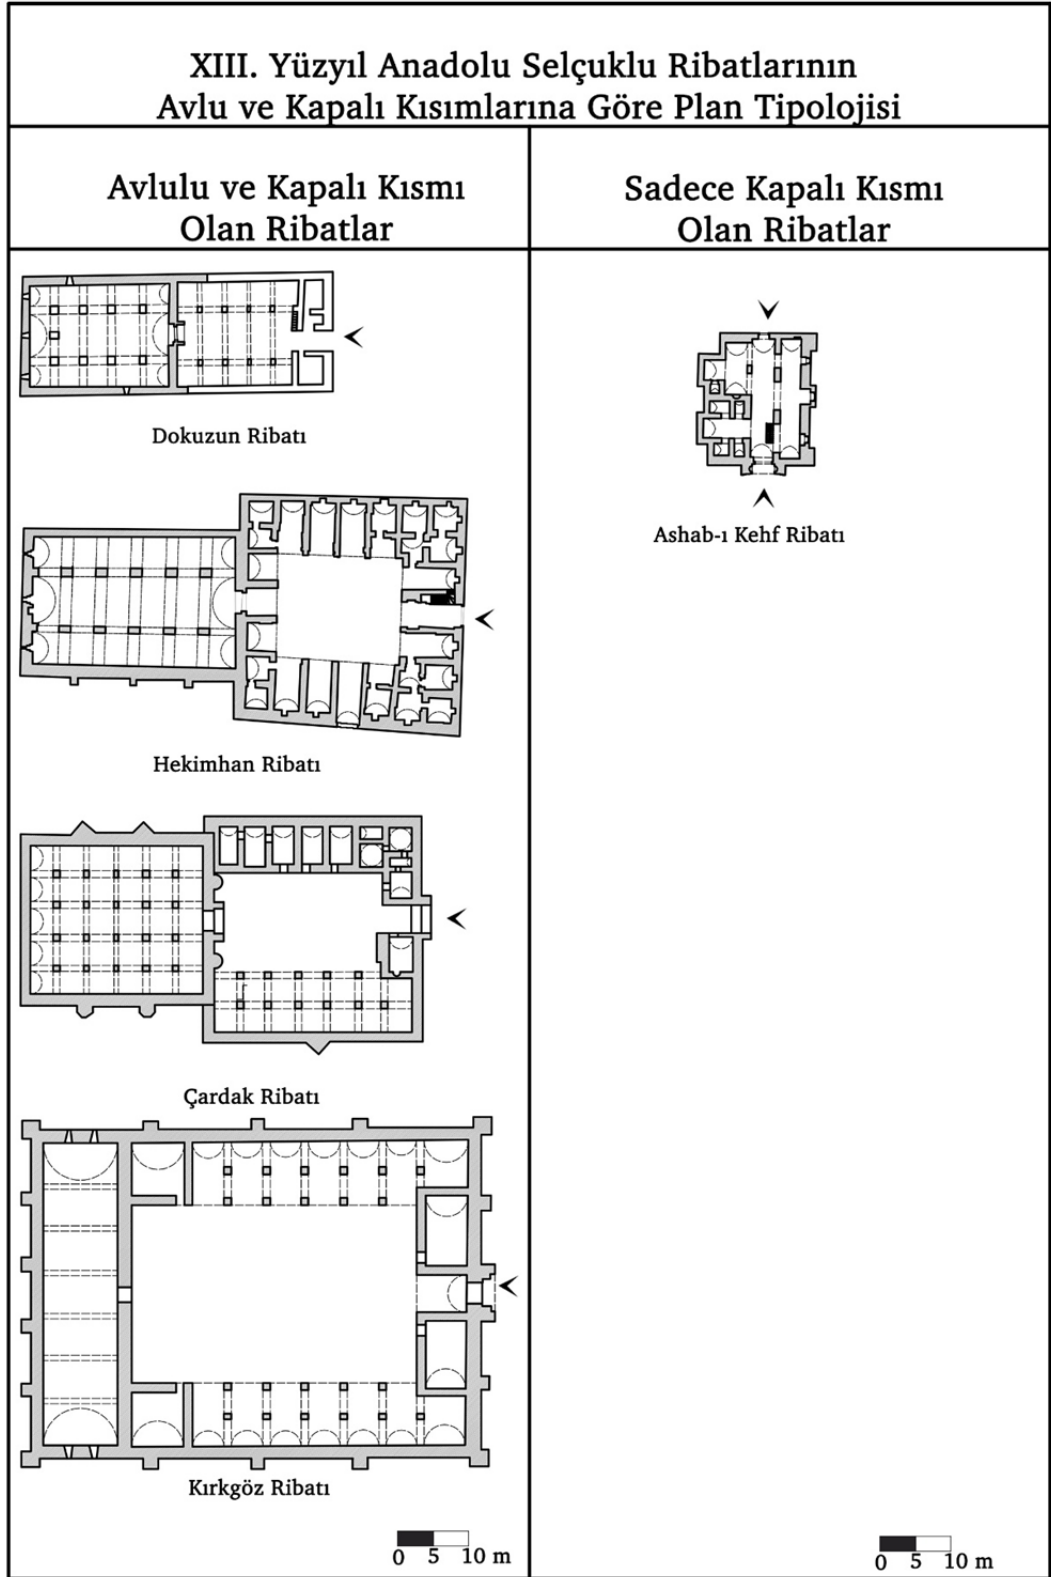 XIII. Yüzyıl Anadolu Selçuklu Ribatlarının
Avlu ve Kapalı Kısımlarına Göre Plan Tipolojisi
Avlulu ve Kapalı Kısmı
Olan Ribatlar
Sadece Kapalı Kısmı
Olan Ribatlar
Dokuzun Ribatı
Ashab-ı Kehf Ribatı
Hekimhan Ribatı
Çardak Ribatı
Kırkgöz Ribatı
0 5 10 m
0 5 10 m